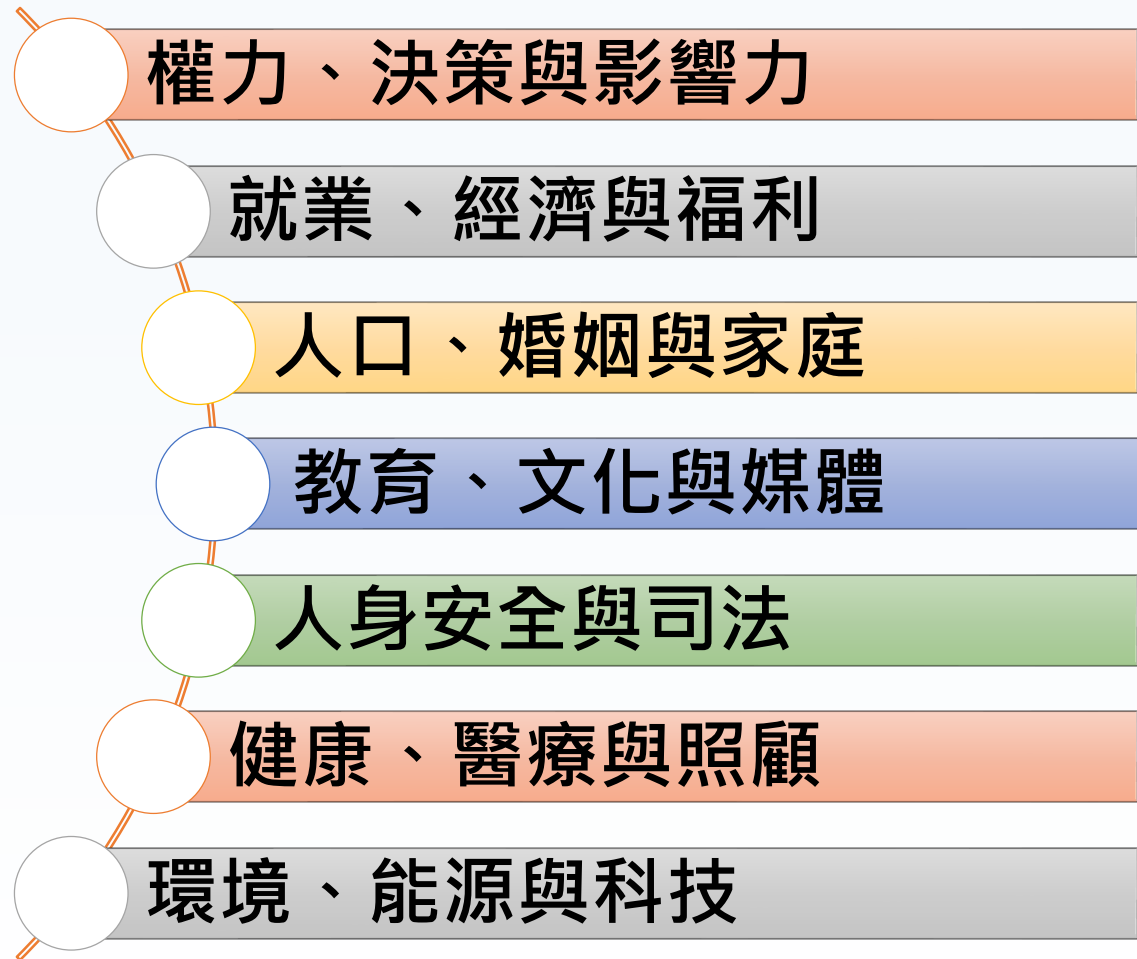 權力、決策與影響力
就業、經濟與福利
人口、婚姻與家庭
教育、文化與媒體
人身安全與司法
健康、醫療與照顧
環境、能源與科技